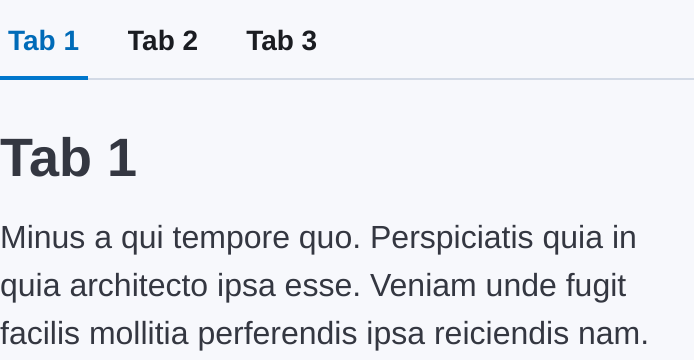 Tab 1 Tab 2 Tab 3
Tab 1
Minus a qui tempore quo. Perspiciatis quia in
quia architecto ipsa esse. Veniam unde fugit
facilis mollitia perferendis ipsa reiciendis nam.